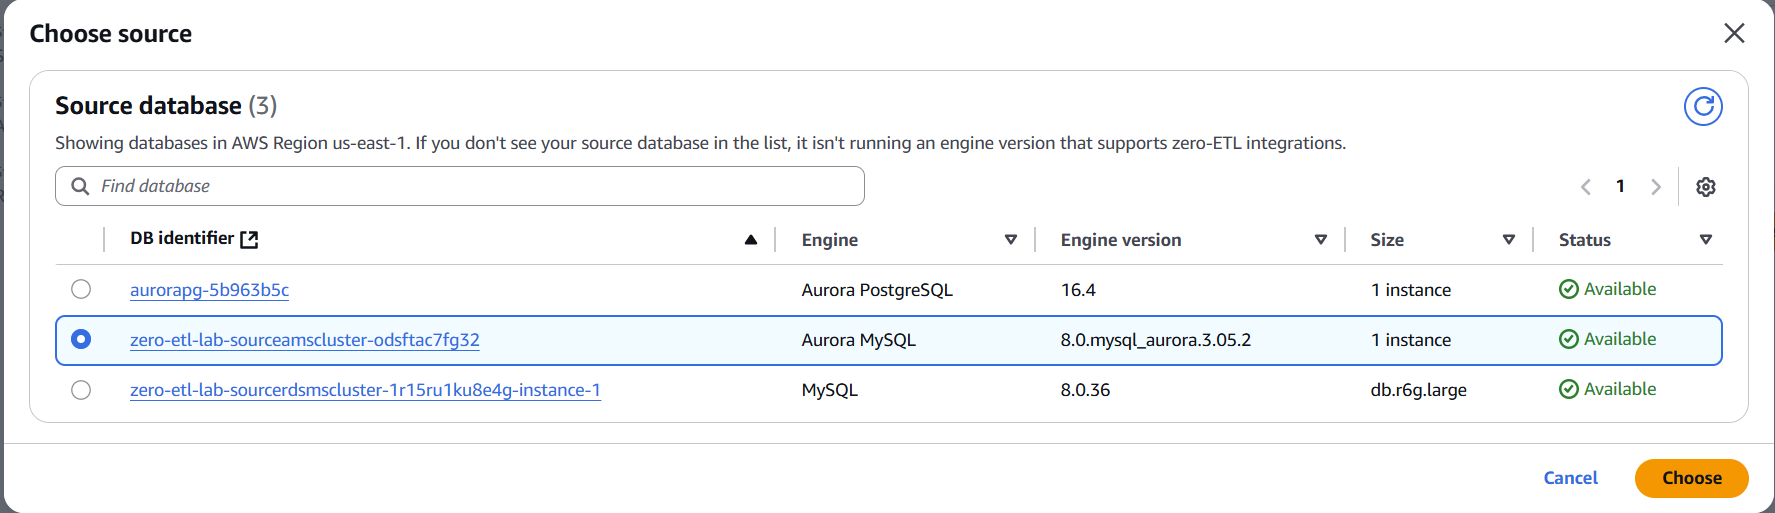 Choose source
Source database (3)
Showing databases in AWS Region us-east-1. If you don't see your source database in the list, it isn't running an engine version that supports zero-ETL integrations.
Find database
1
DB identifier Engine Engine version Size Status
aurorapg-5b963b5c Aurora PostgreSQL 16.4 1 instance Available
zero-etl-lab-sourceamscluster-odsftac7fg32 Aurora MySQL 8.0.mysql_aurora.3.05.2 1 instance Available
zero-etl-lab-sourcerdsmscluster-1r15ru1ku8e4g-instance-1 MySQL 8.0.36 db.r6g.large Available
Cancel Choose